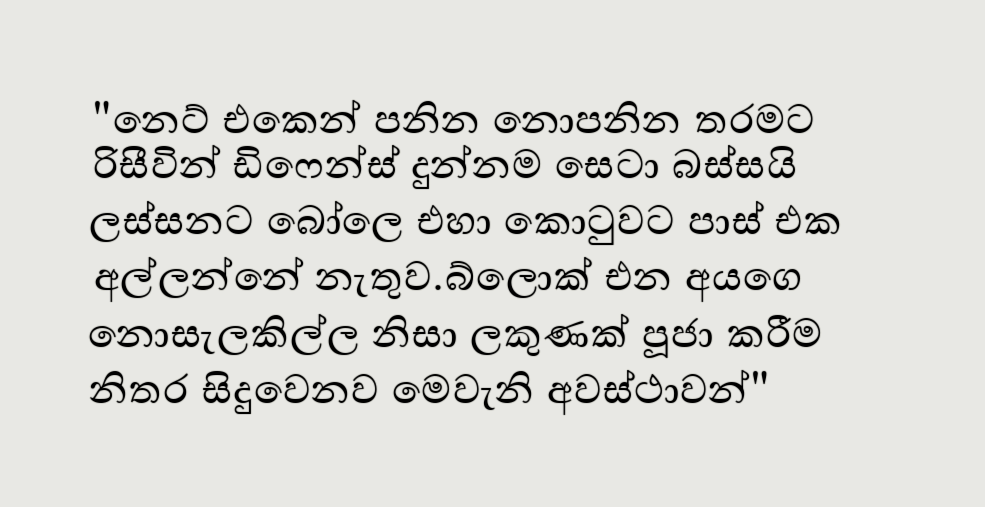 "නෙට් එකෙන් පනින නොපනින තරමට
රිසීවින් ඩිෆෙන්ස් දුන්නම සෙටා බස්සයි
ලස්සනට බෝලෙ එහා කොටුවට පාස් එක
අල්ලන්නේ නැතුව.බ්ලොක් එන අයගෙ
නොසැලකිල්ල නිසා ලකුණක් පූජා කරීම
නිතර සිදුවෙනව මෙවැනි අවස්ථාවන්"